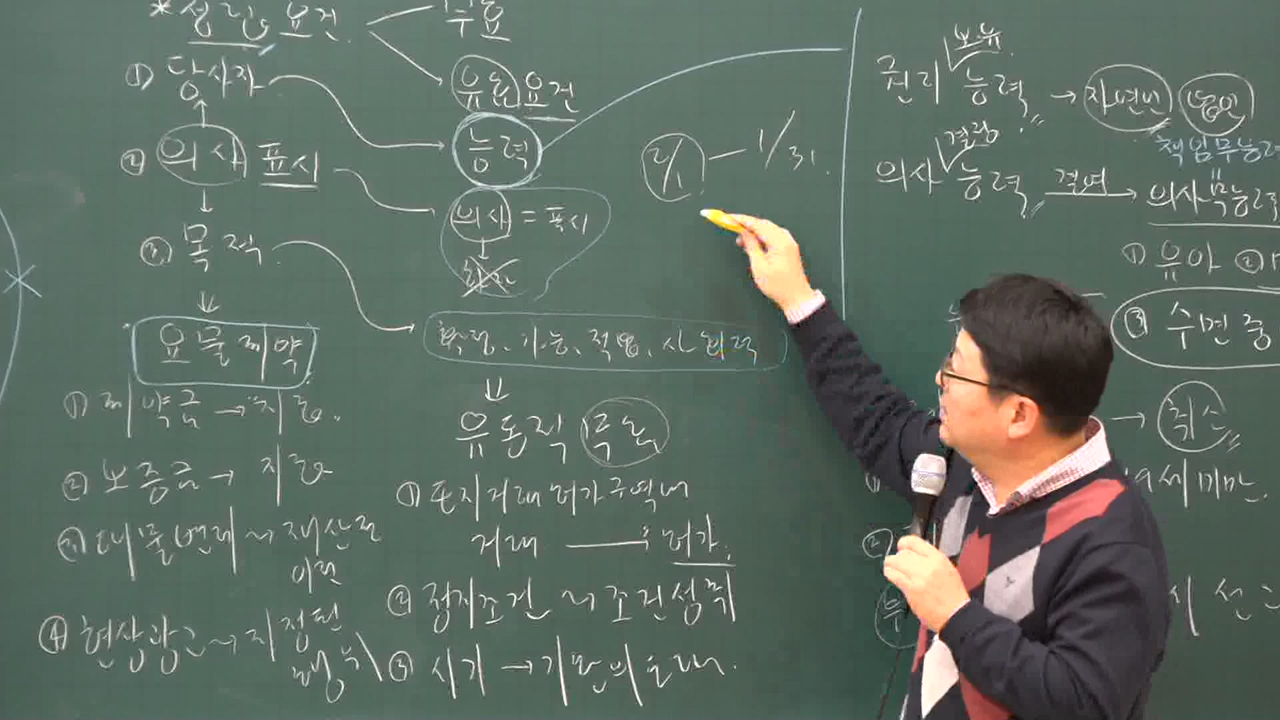 * 성립요건
무효
① 당사자
유효 요건
능력
② 의사 표시
의사 = 표시
③ 목적
확정, 가능, 적법, 사회적
요물계약
① 계약금 → 지급.
② 보증금 → 지급
③ 대물변제 ~ 재산권
이전
④ 현상광고 → 지정된
행위
유동적 무효
① 토지거래허가구역내
거래 → 허가.
② 정지조건 ~ 조건성취
③ 시기 → 기한의 도래.
2/1 - 1/31.
보유
권리능력 → 자연인 법인
책임무능력
결정
의사능력 결여 → 의사무능력
① 유아 ②
③ 수면 중
→ 취소
19세미만.